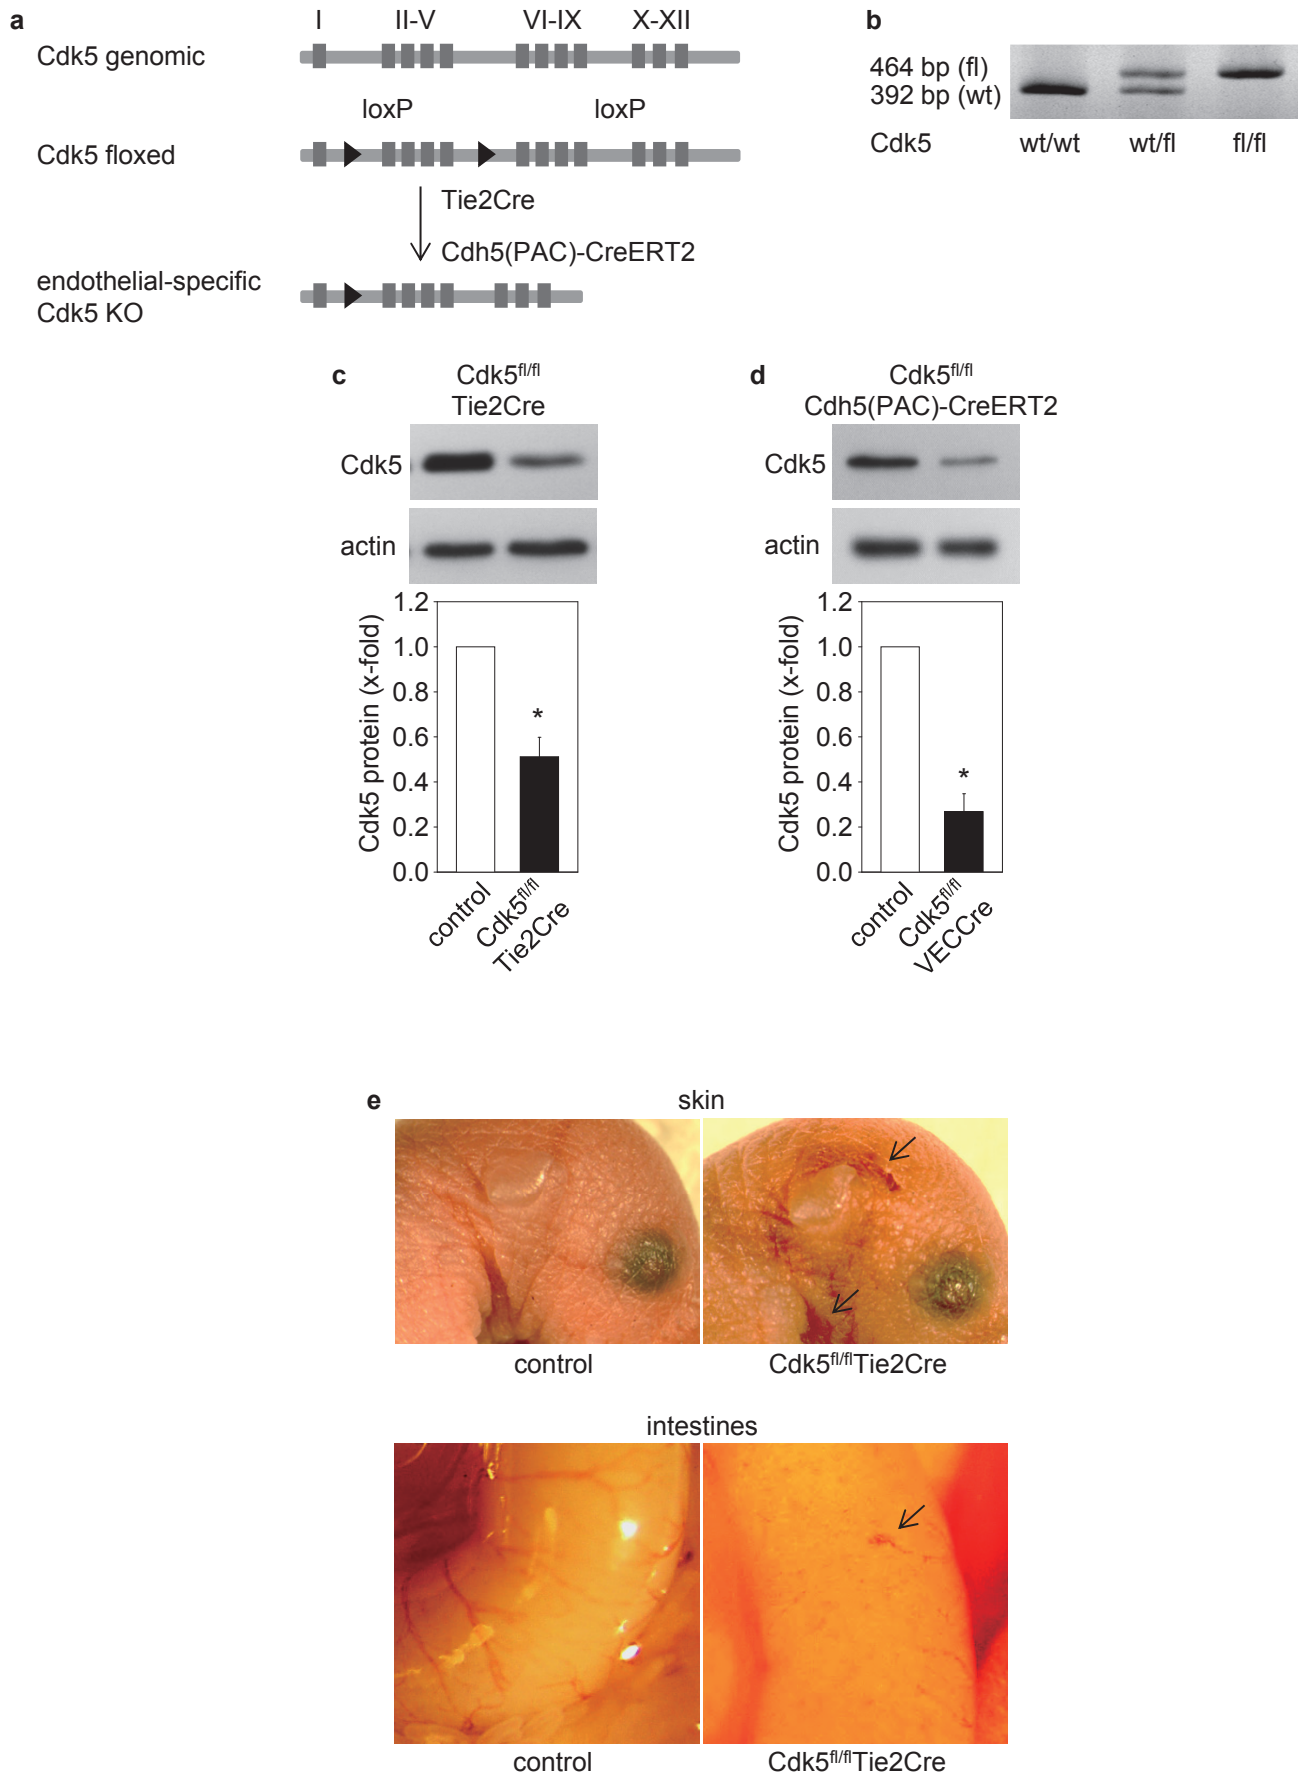 a
I II-V VI-IX X-XII
Cdk5 genomic
loxP loxP
Cdk5 floxed
Tie2Cre
Cdh5(PAC)-CreERT2
endothelial-specific
Cdk5 KO
b
464 bp (fl)
392 bp (wt)
Cdk5 wt/wt wt/fl fl/fl
c
Cdk5fl/fl
Tie2Cre
Cdk5
actin
Cdk5 protein (x-fold)
1.2
1.0
0.8
0.6
0.4
0.2
0.0
*
control
Cdk5fl/fl
Tie2Cre
d
Cdk5fl/fl
Cdh5(PAC)-CreERT2
Cdk5
actin
Cdk5 protein (x-fold)
1.2
1.0
0.8
0.6
0.4
0.2
0.0
*
control
Cdk5fl/fl
VECCre
e
skin
control Cdk5fl/flTie2Cre
intestines
control Cdk5fl/flTie2Cre